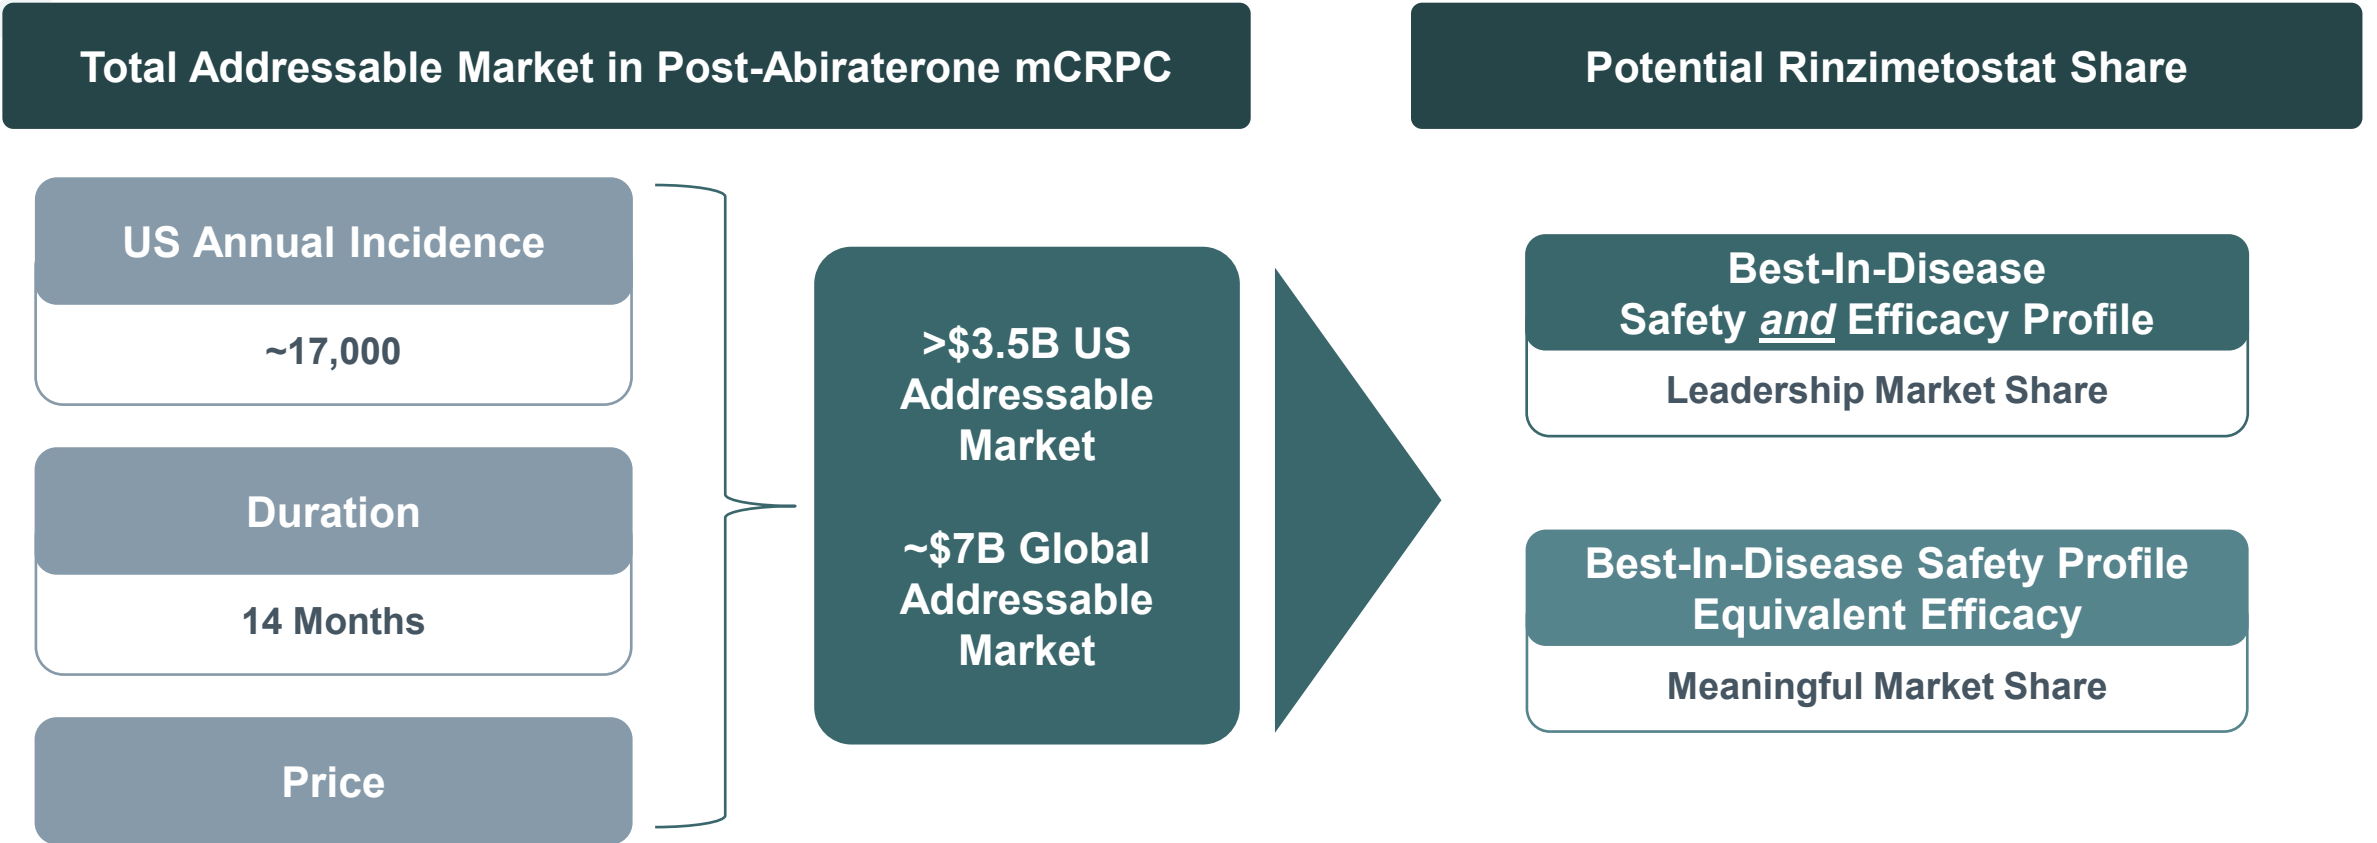 Total Addressable Market in Post-Abiraterone mCRPC
Potential Rinzimetostat Share
US Annual Incidence
~17,000
Duration
14 Months
Price
>$3.5B US
Addressable
Market
~$7B Global
Addressable
Market
Best-In-Disease
Safety and Efficacy Profile
Leadership Market Share
Best-In-Disease Safety Profile
Equivalent Efficacy
Meaningful Market Share